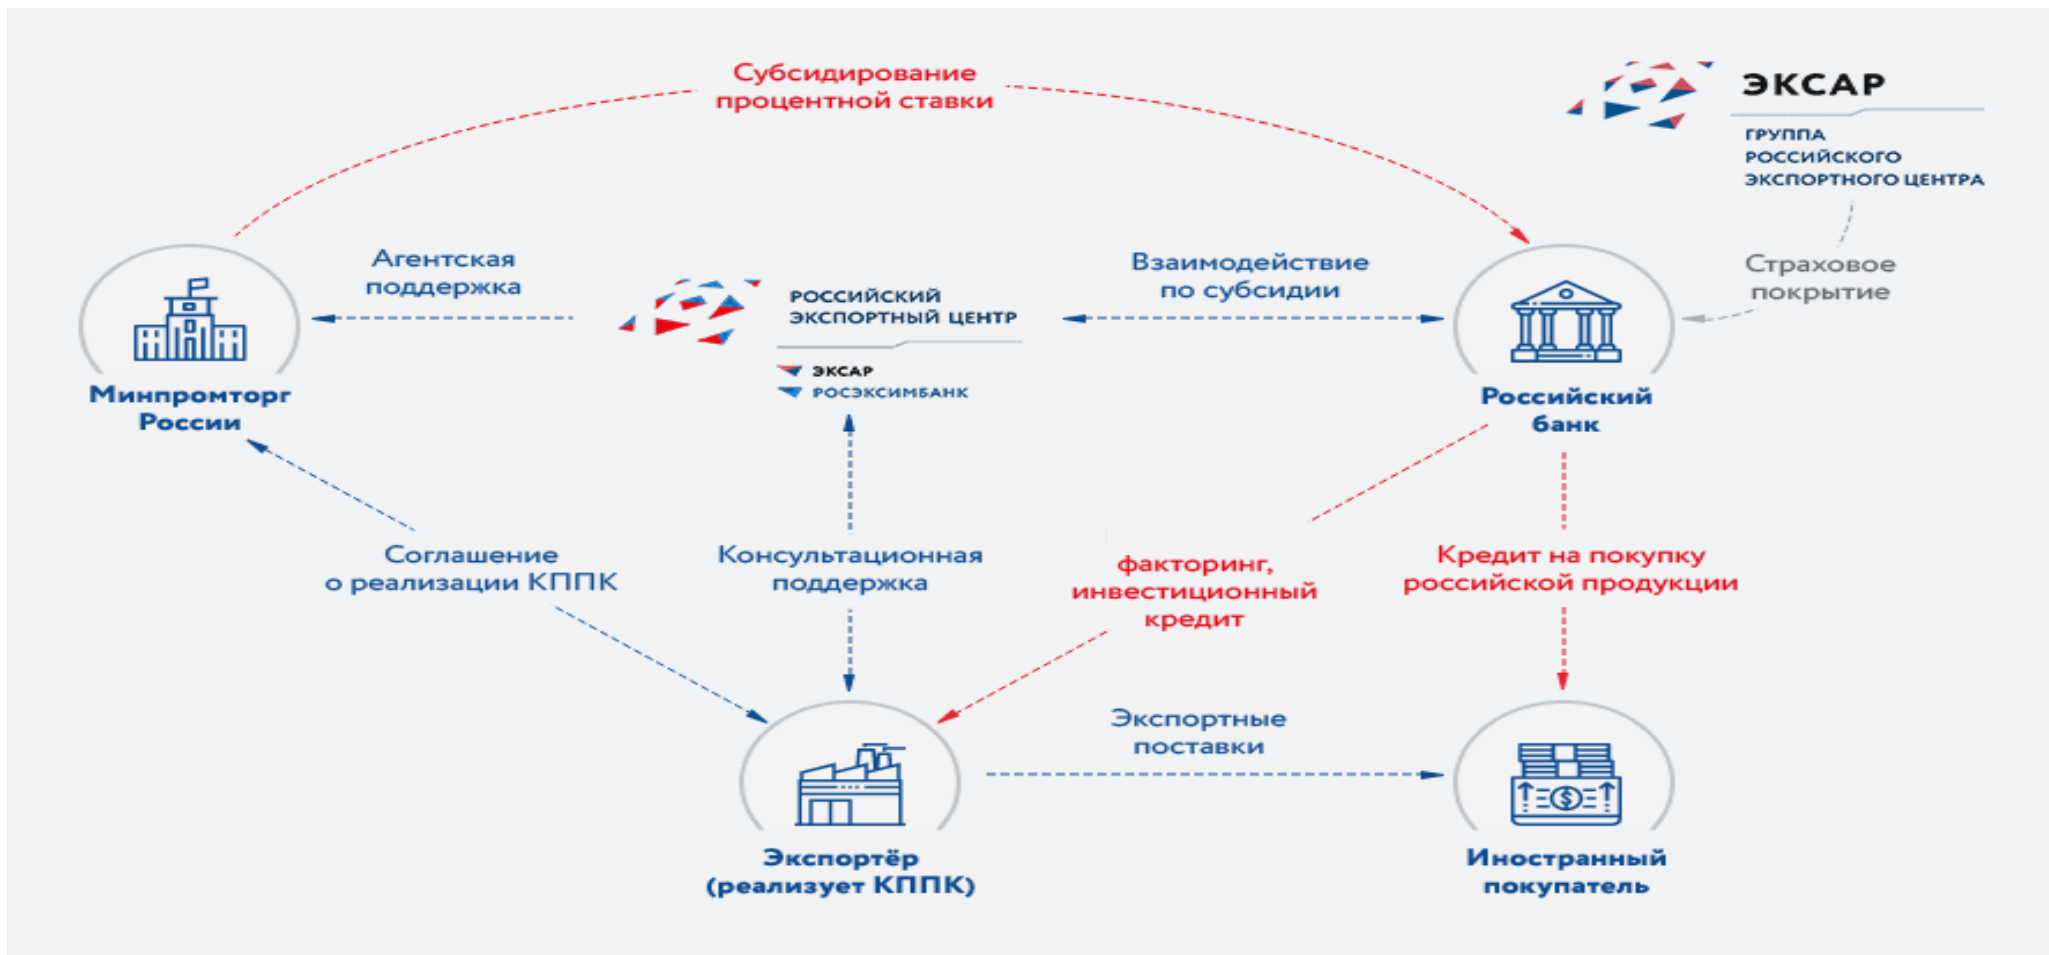 Субсидирование
процентной ставки
ЭКСАР
ГРУППА
РОССИЙСКОГО
ЭКСПОРТНОГО ЦЕНТРА
Агентская
поддержка
РОССИЙСКИЙ
ЭКСПОРТНЫЙ ЦЕНТР
ЭКСАР
РОСЭКСИМБАНК
Взаимодействие
по субсидии
Страховое
покрытие
Минпромторг
России
Российский
банк
Соглашение
о реализации КППК
Консультационная
поддержка
факторинг,
инвестиционный
кредит
Кредит на покупку
российской продукции
Экспортные
поставки
$
Экспортёр
(реализует КППК)
Иностранный
покупатель